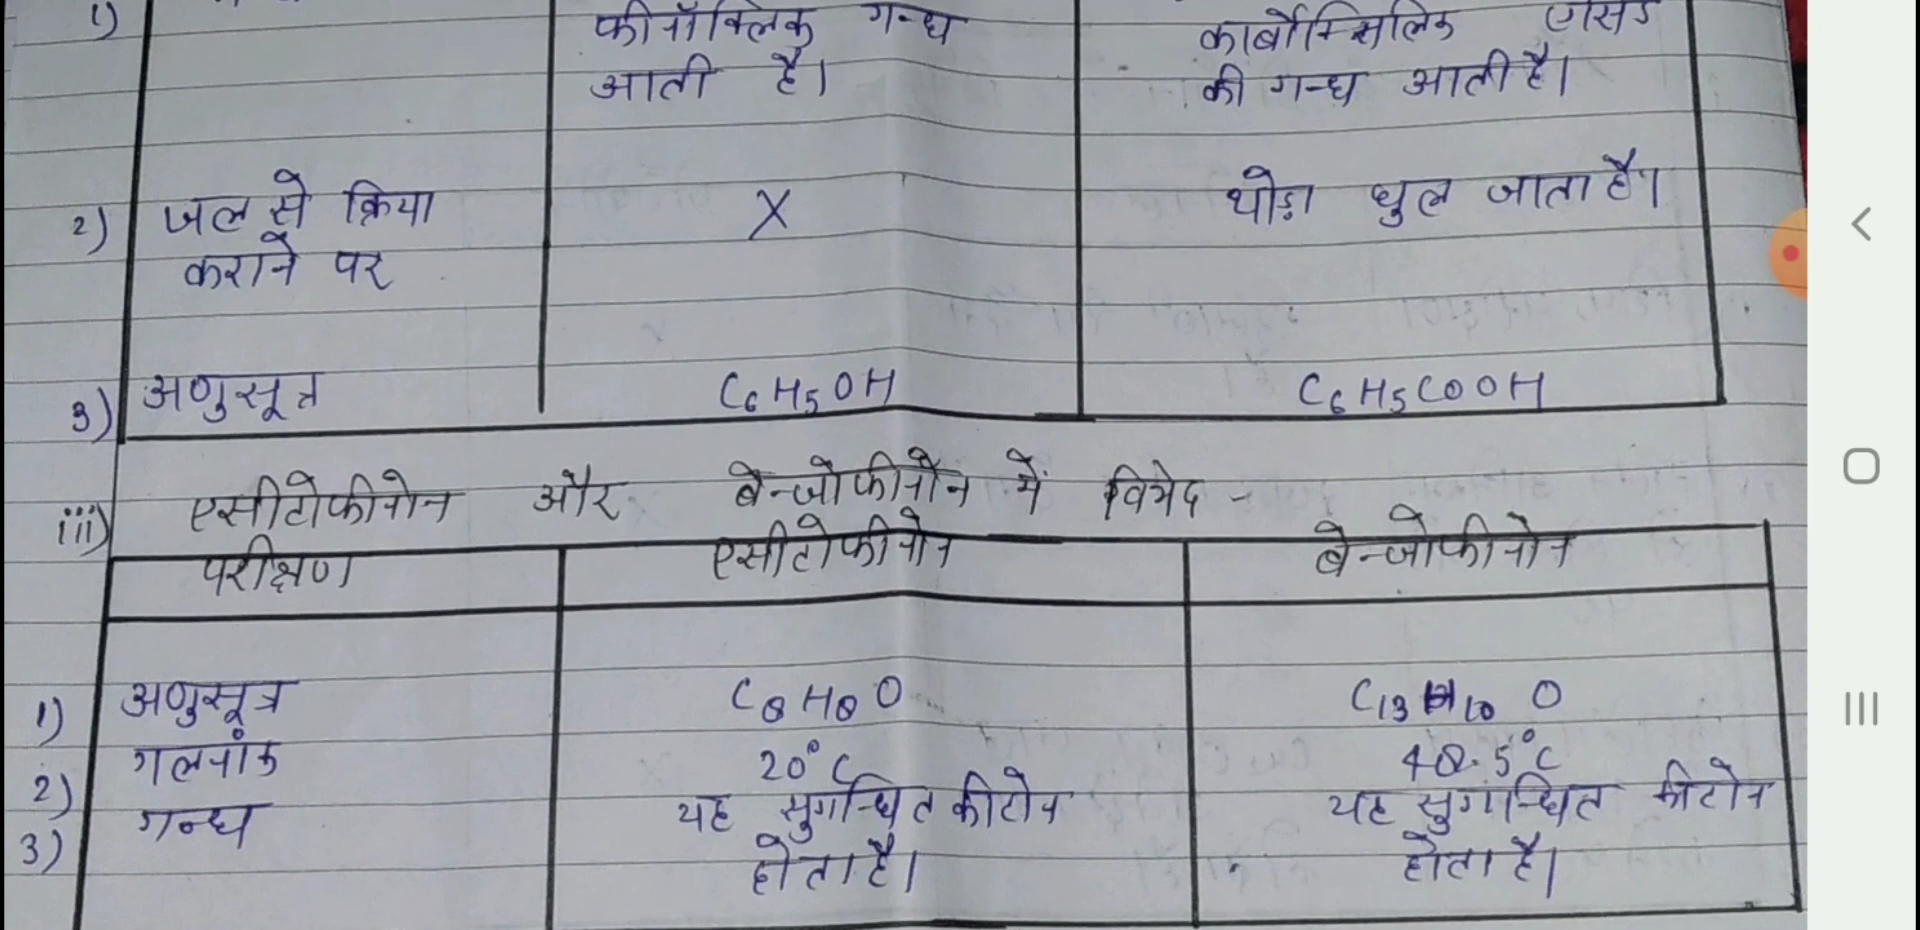 1) फीनॉक्लिक गन्ध कार्बोक्सिलिक एसिड
आती है। की गन्ध आती है।
2) जल से क्रिया X थोड़ा धुल जाता है।
कराने पर
3) अणुसूत्र C6H5OH C6H5COOH
iii) एसीटोफीनोन और बेन्जोफीनोन में विभेद -
परीक्षण एसीटोफीनोन बेन्जोफीनोन
1) अणुसूत्र C8H8O C13H10O
2) गलनांक 20°C 48.5°C
3) गन्ध यह सुगन्धित कीटोन यह सुगन्धित कीटोन
होता है। होता है।